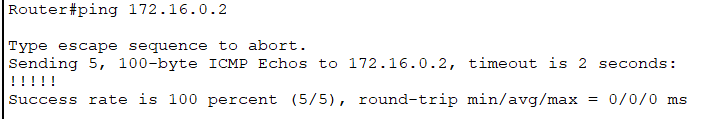 Router#ping 172.16.0.2
Type escape sequence to abort.
Sending 5, 100-byte ICMP Echos to 172.16.0.2, timeout is 2 seconds:
!!!!!
Success rate is 100 percent (5/5), round-trip min/avg/max = 0/0/0 ms